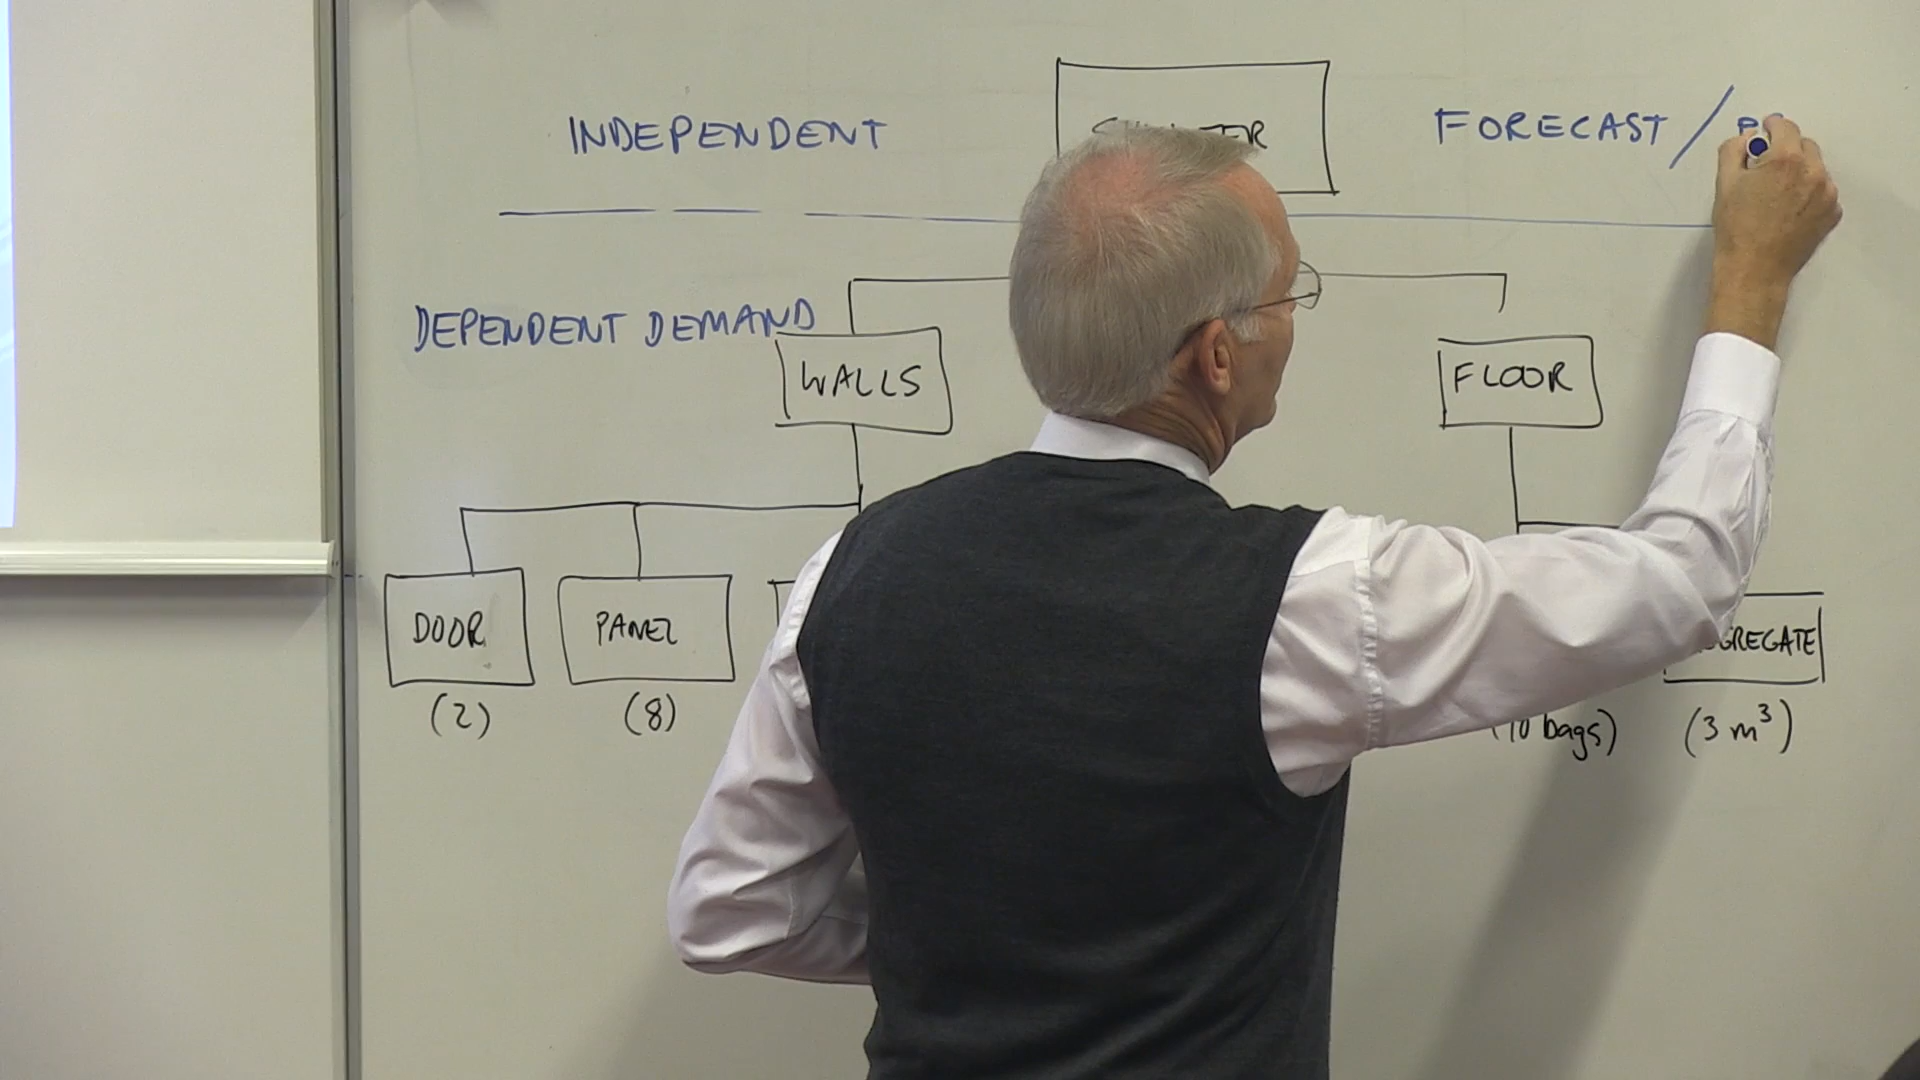 INDEPENDENT
FORECAST /
DEPENDENT DEMAND
WALLS
FLOOR
DOOR
PANEL
(2)
(8)
bags)
(3 m³)